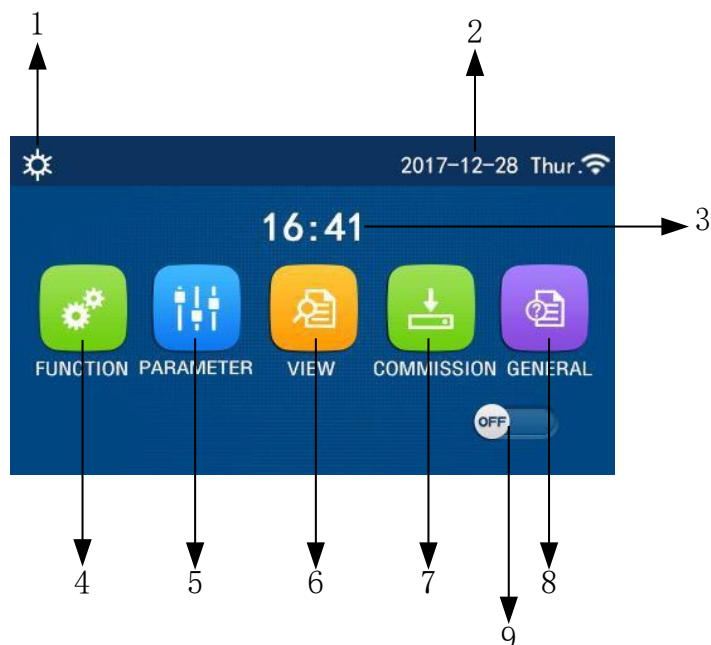 1
2
2017-12-28 Thur.
16:41
3
FUNCTION PARAMETER VIEW COMMISSION GENERAL
OFF
4 5 6 7 8
9